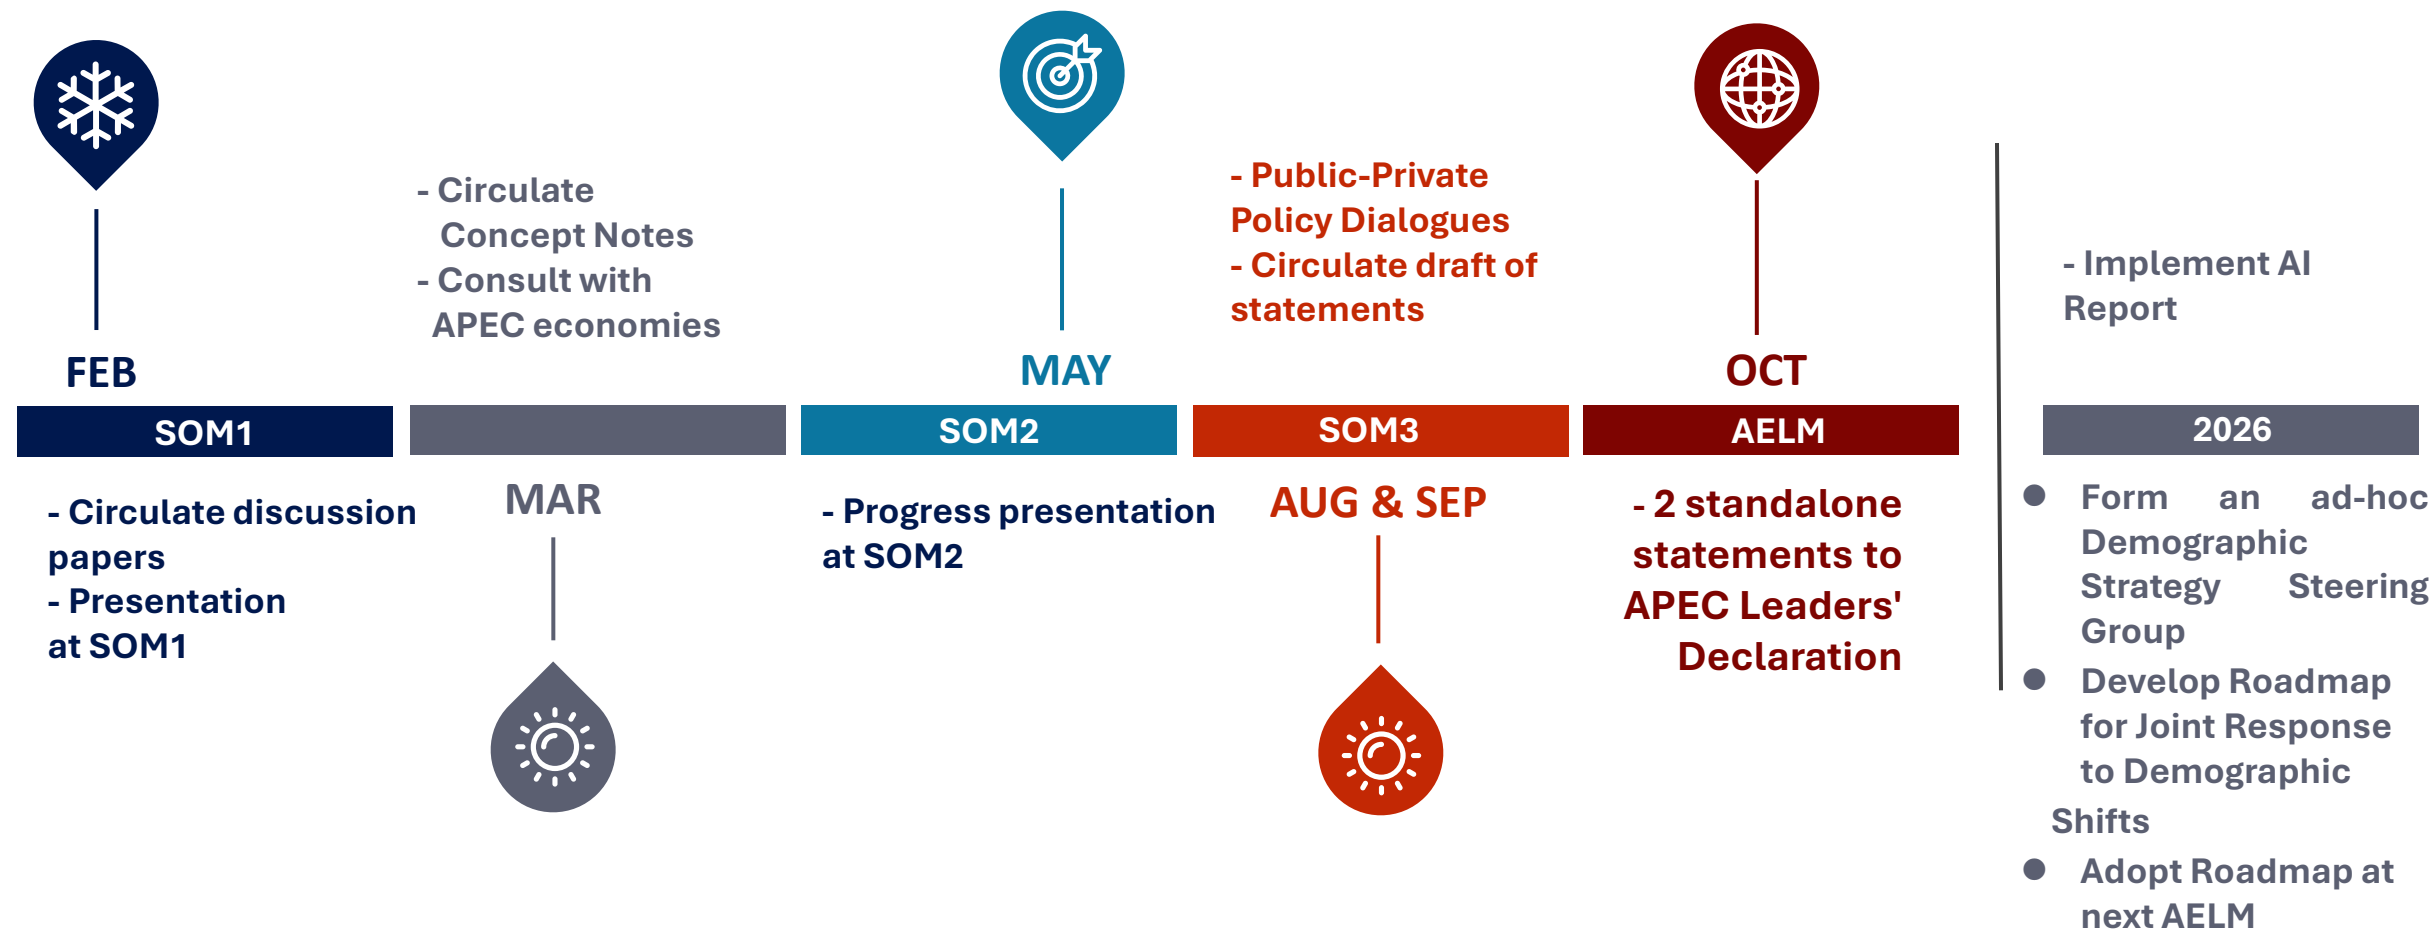 FEB
SOM1
- Circulate discussion
papers
- Presentation
at SOM1
- Circulate
Concept Notes
- Consult with
APEC economies
MAR
MAY
SOM2
- Progress presentation
at SOM2
- Public-Private
Policy Dialogues
- Circulate draft of
statements
SOM3
AUG & SEP
OCT
AELM
- 2 standalone
statements to
APEC Leaders'
Declaration
- Implement AI
Report
2026
● Form an ad-hoc
Demographic
Strategy Steering
Group
● Develop Roadmap
for Joint Response
to Demographic
Shifts
● Adopt Roadmap at
next AELM